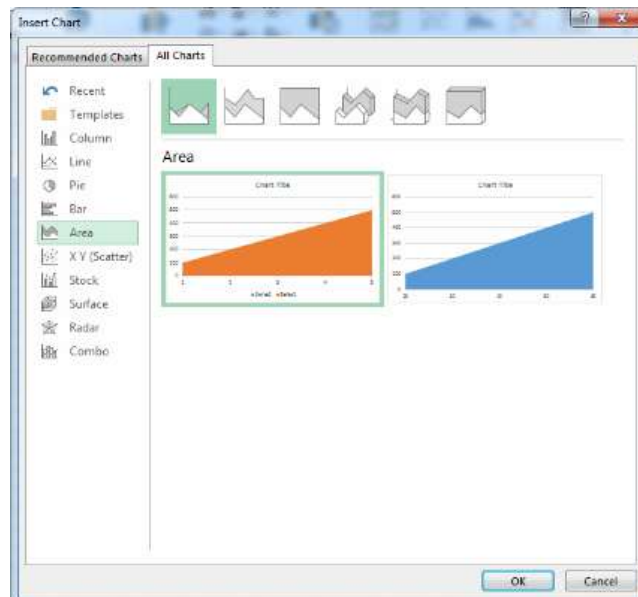 Insert Chart
Recommended Charts
All Charts
Recent
Templates
Column
Line
Pie
Bar
Area
X Y (Scatter)
Stock
Surface
Radar
Combo
Area
Chart Title
Chart Title
OK
Cancel